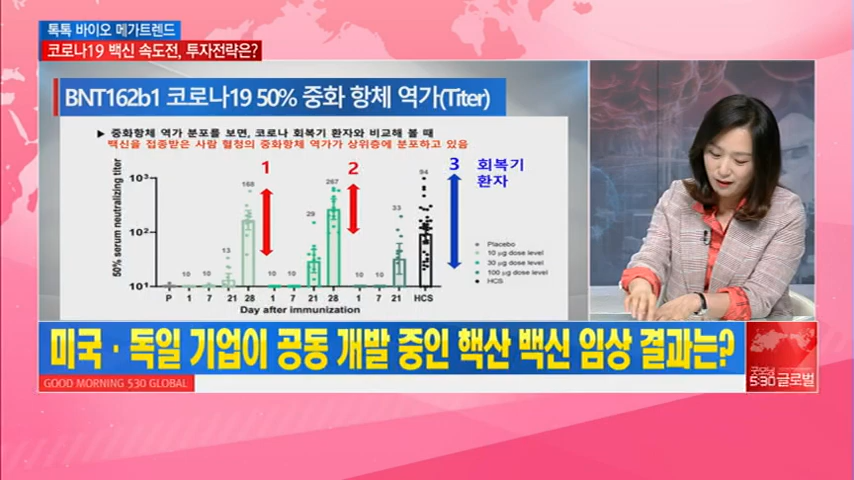 톡톡 바이오 메가트렌드
코로나19 백신 속도전, 투자전략은?
BNT162b1 코로나19 50% 중화 항체 역가(Titer)
▶ 중화항체 역가 분포를 보면, 코로나 회복기 환자와 비교해 볼 때
백신을 접종받은 사람 혈청의 중화항체 역가가 상위층에 분포하고 있음
50% serum neutralizing titer
10³
10²
10¹
10
10
13
168
1
10
10
29
267
2
10
10
33
94
3
회복기
환자
P 1 7 21 28 1 7 21 28 1 7 21 HCS
Day after immunization
Placebo
10 μg dose level
30 μg dose level
100 μg dose level
HCS
미국·독일 기업이 공동 개발 중인 핵산 백신 임상 결과는?
GOOD MORNING 530 GLOBAL
굿모닝
5:30 글로벌